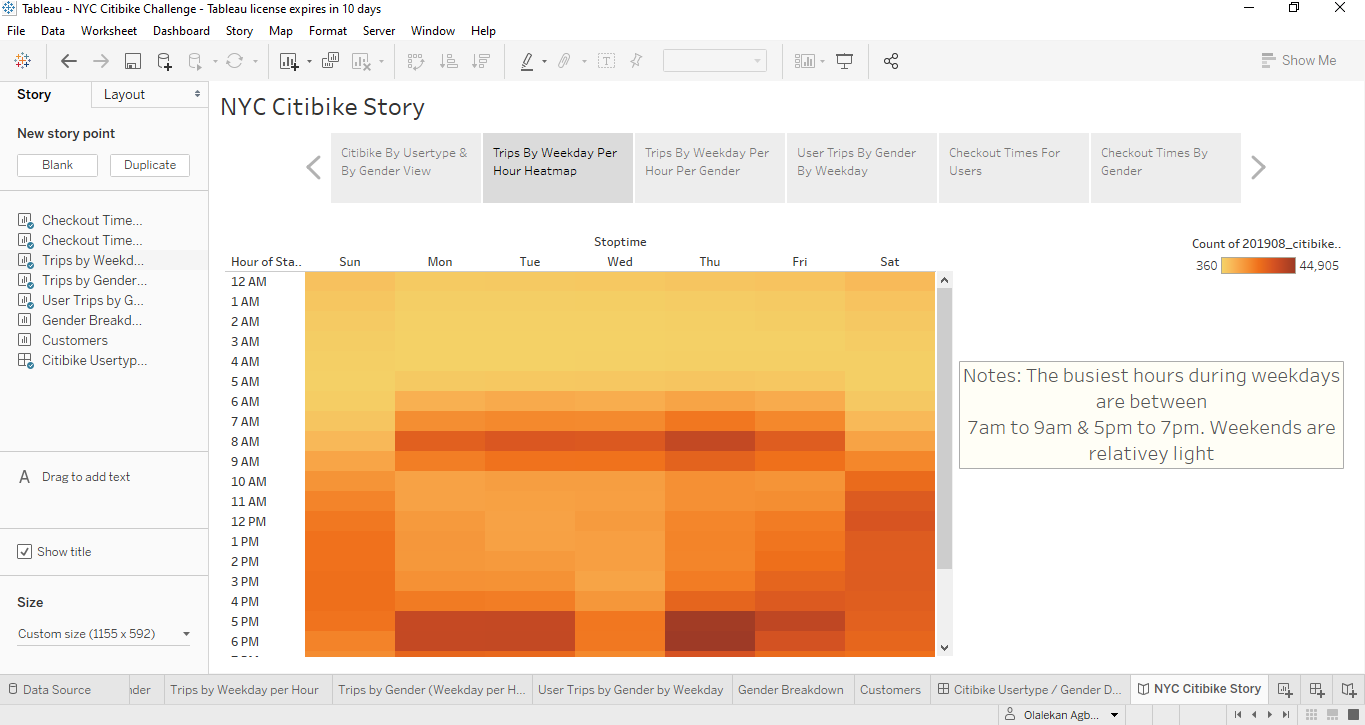 Tableau - NYC Citibike Challenge - Tableau license expires in 10 days
File Data Worksheet Dashboard Story Map Format Server Window Help
Show Me
Story Layout
New story point
Blank Duplicate
Checkout Time...
Checkout Time...
Trips by Weekd...
Trips by Gender...
User Trips by G...
Gender Breakd...
Customers
Citibike Usertyp...
A Drag to add text
Show title
Size
Custom size (1155 x 592)
NYC Citibike Story
Citibike By Usertype &
By Gender View
Trips By Weekday Per
Hour Heatmap
Trips By Weekday Per
Hour Per Gender
User Trips By Gender
By Weekday
Checkout Times For
Users
Checkout Times By
Gender
Stoptime
Hour of Sta.. Sun Mon Tue Wed Thu Fri Sat
12 AM
1 AM
2 AM
3 AM
4 AM
5 AM
6 AM
7 AM
8 AM
9 AM
10 AM
11 AM
12 PM
1 PM
2 PM
3 PM
4 PM
5 PM
6 PM
Count of 201908_citibike..
360 44,905
Notes: The busiest hours during weekdays
are between
7am to 9am & 5pm to 7pm. Weekends are
relativey light
Data Source nder Trips by Weekday per Hour Trips by Gender (Weekday per H... User Trips by Gender by Weekday Gender Breakdown Customers Citibike Usertype / Gender D... NYC Citibike Story
Olalekan Agb...